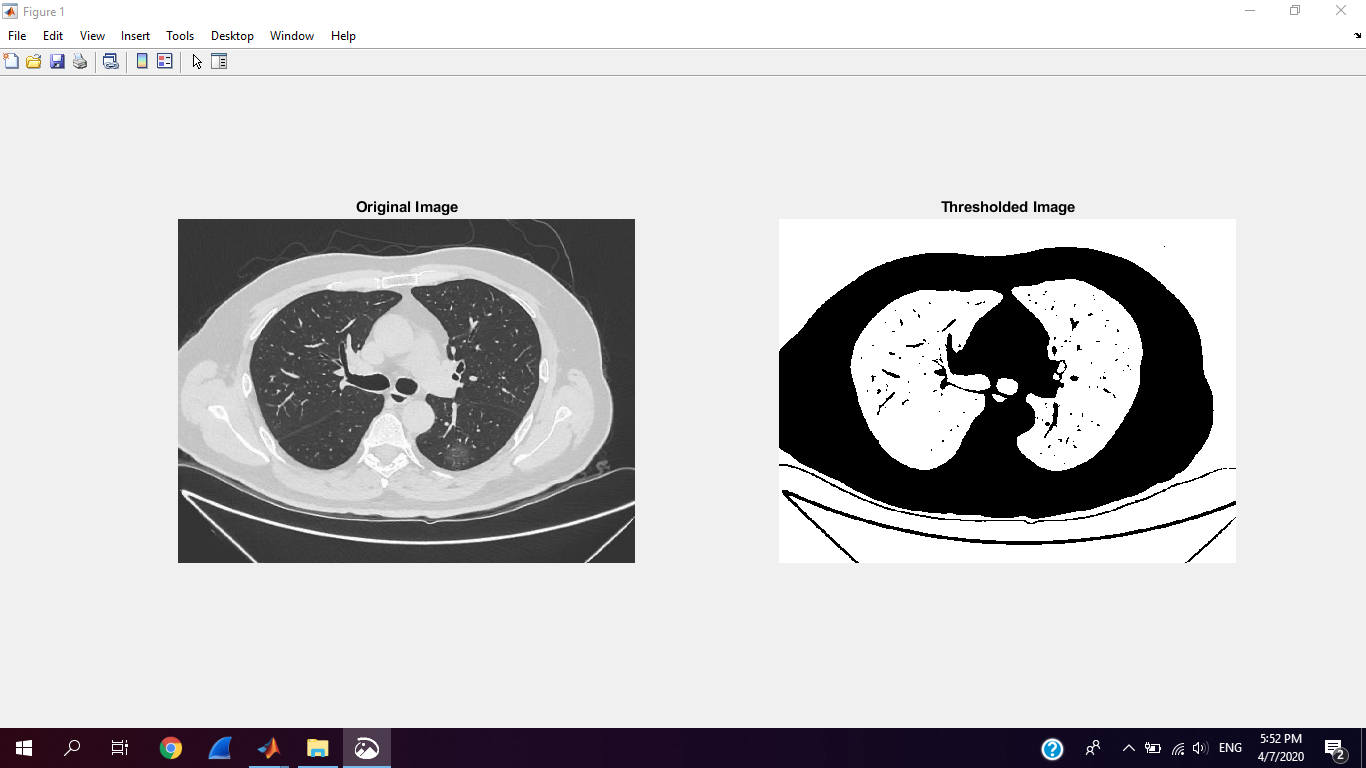 Figure 1
File Edit View Insert Tools Desktop Window Help
Original Image
Thresholded Image
ENG
5:52 PM
4/7/2020
2